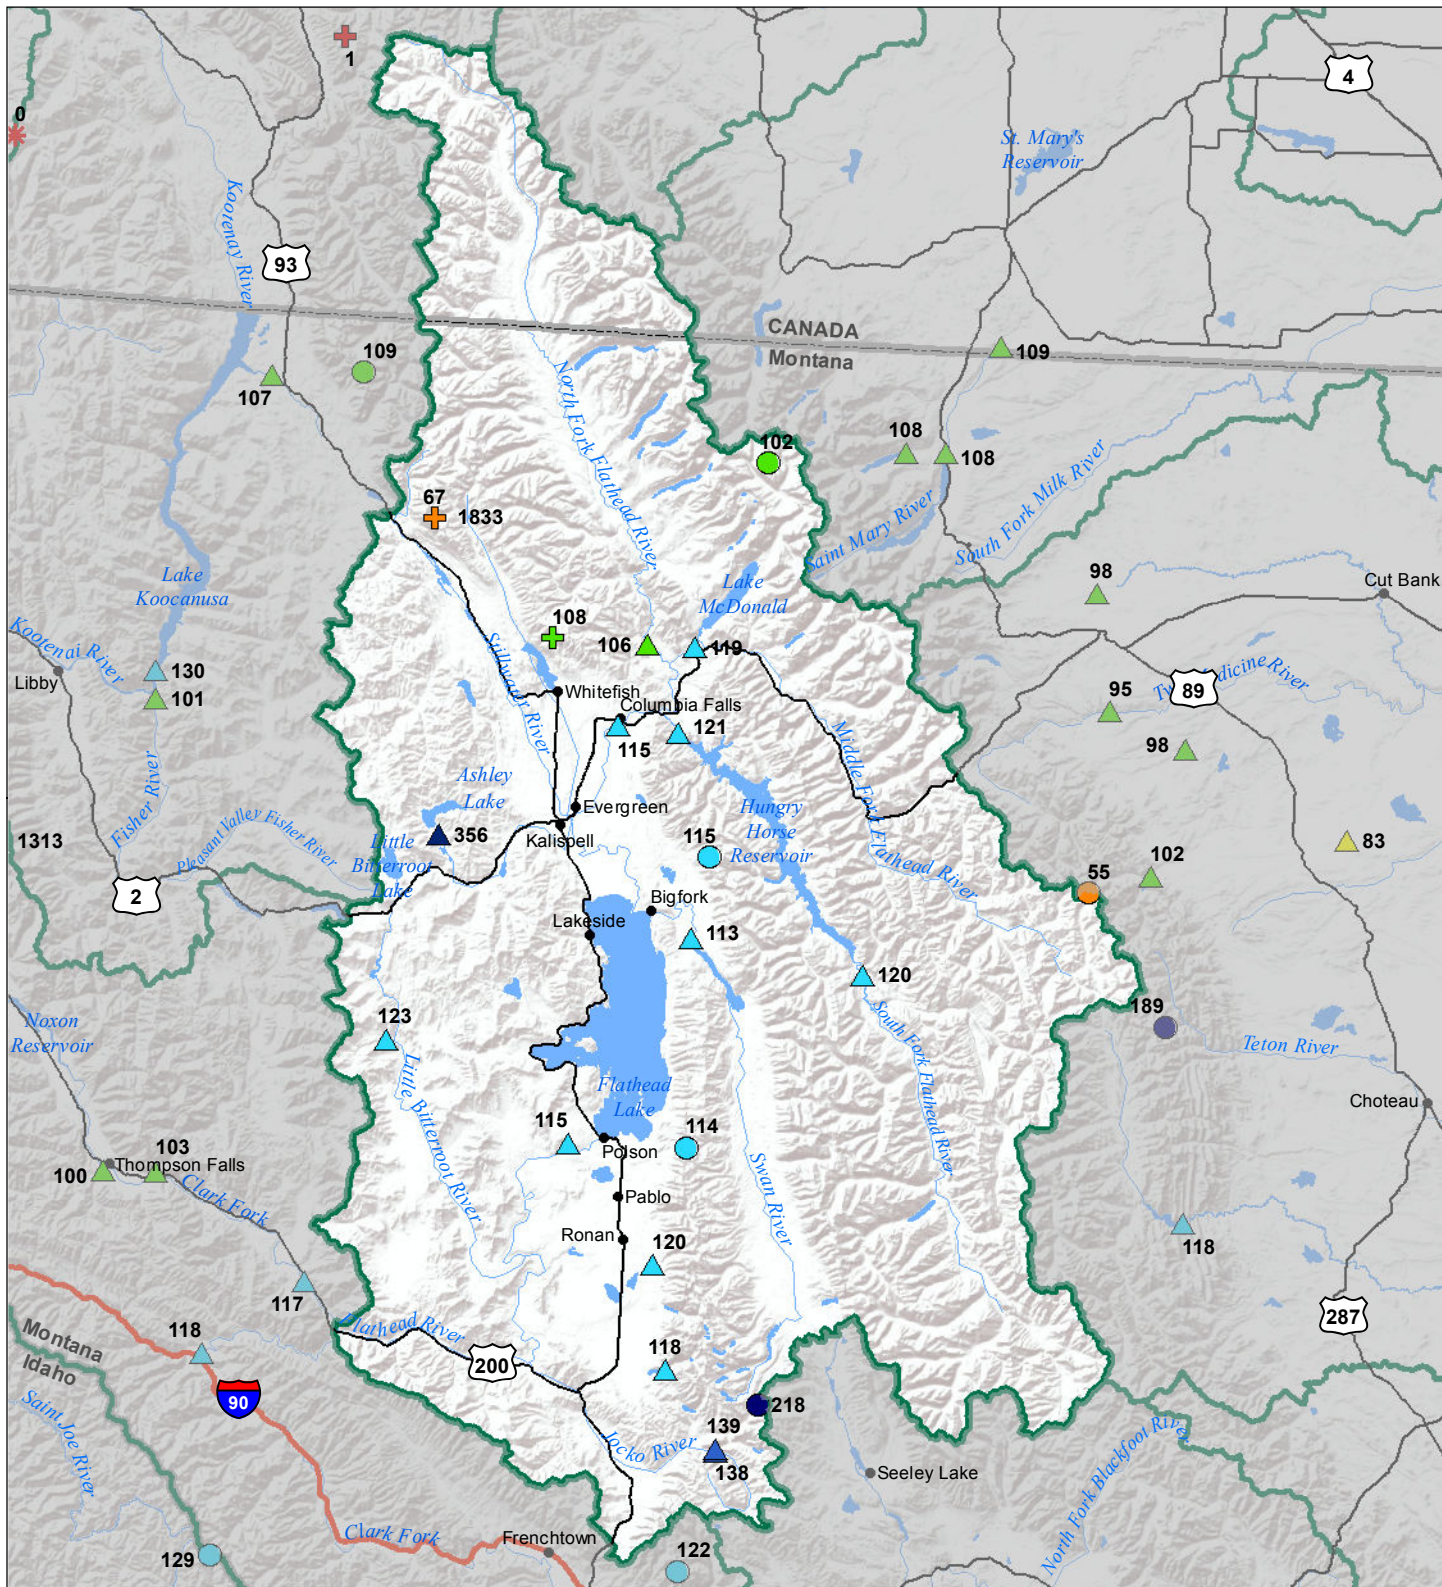 1
0
4
St. Mary's
Reservoir
Kootenay River
93
CANADA
Montana
109
109
107
North Fork Flathead River
102
108
108
67
1833
Saint Mary River
South Fork Milk River
Lake
Koocanusa
Lake
McDonald
98
Cut Bank
Kootenai River
Libby
130
101
108
106
119
Stillwater River
Whitefish
Columbia Falls
115
121
Two Medicine River
89
95
98
Middle Fork Flathead River
Fisher River
Ashley
Lake
Evergreen
Hungry
Horse
Reservoir
1313
Pleasant Valley Fisher River
Little
Bitterroot
Lake
356
Kalispell
115
83
102
55
2
Bigfork
Lakeside
113
120
189
Noxon
Reservoir
123
Teton River
Little Bitterroot River
South Fork Flathead River
Flathead
Lake
Choteau
115
114
Polson
103
Thompson Falls
100
Clark Fork
Pablo
Swan River
Ronan
118
120
117
287
Flathead River
Montana
Idaho
118
200
118
90
218
Saint Joe River
139
Jocko River
138
Seeley Lake
North Fork Blackfoot River
Clark Fork
Frenchtown
129
122